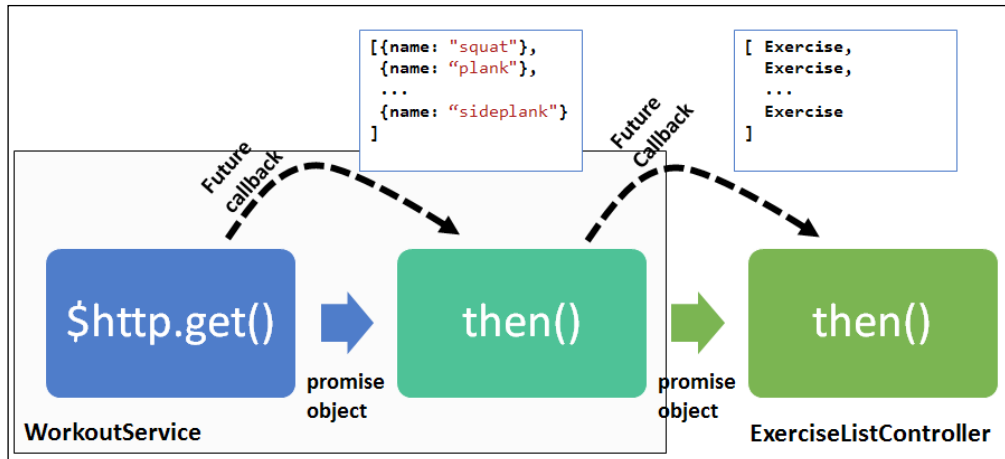 [{name: "squat"},
{name: “plank"},
...
{name: “sideplank"}
]
[ Exercise,
Exercise,
...
Exercise
]
Future
callback
Future
Callback
$http.get()
then()
then()
promise
object
promise
object
WorkoutService
ExerciseListController